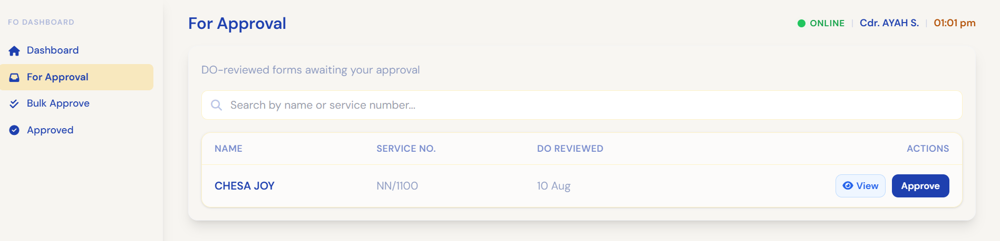 FO DASHBOARD
Dashboard
For Approval
Bulk Approve
Approved
For Approval
ONLINE | Cdr. AYAH S. | 01:01 pm
DO-reviewed forms awaiting your approval
Search by name or service number...
NAME SERVICE NO. DO REVIEWED ACTIONS
CHESA JOY NN/1100 10 Aug View Approve